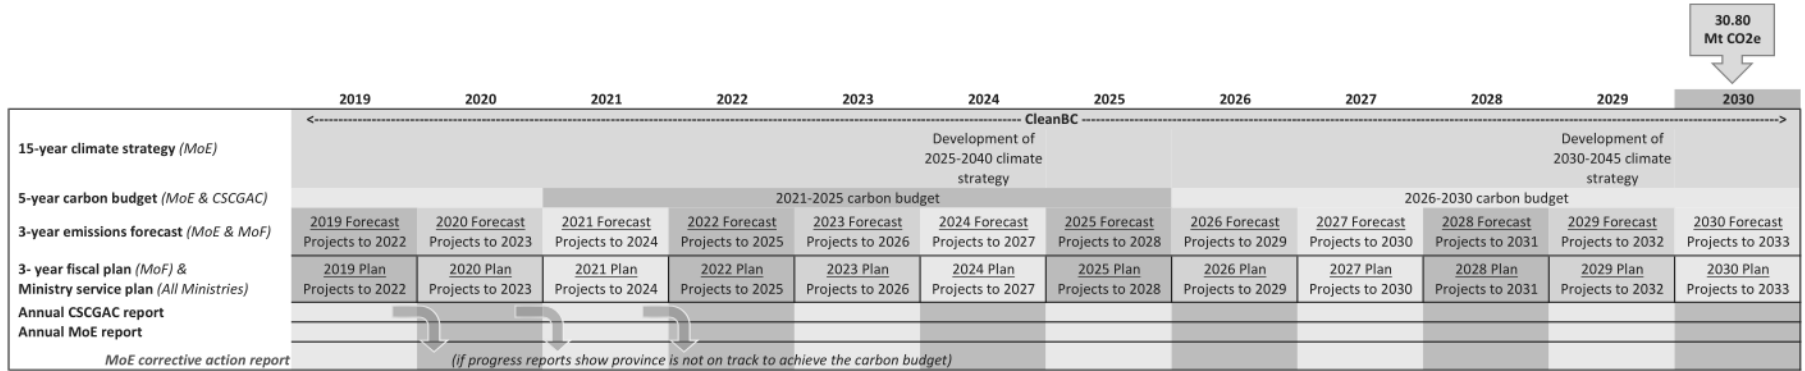 30.80
Mt CO2e
2019 2020 2021 2022 2023 2024 2025 2026 2027 2028 2029 2030
<------ CleanBC ------>
15-year climate strategy (MoE)
Development of
2025-2040 climate
strategy
Development of
2030-2045 climate
strategy
5-year carbon budget (MoE & CSCGAC) 2021-2025 carbon budget 2026-2030 carbon budget
3-year emissions forecast (MoE & MoF)
2019 Forecast 2020 Forecast 2021 Forecast 2022 Forecast 2023 Forecast 2024 Forecast 2025 Forecast 2026 Forecast 2027 Forecast 2028 Forecast 2029 Forecast 2030 Forecast
Projects to 2022 Projects to 2023 Projects to 2024 Projects to 2025 Projects to 2026 Projects to 2027 Projects to 2028 Projects to 2029 Projects to 2030 Projects to 2031 Projects to 2032 Projects to 2033
3- year fiscal plan (MoF) & 2019 Plan 2020 Plan 2021 Plan 2022 Plan 2023 Plan 2024 Plan 2025 Plan 2026 Plan 2027 Plan 2028 Plan 2029 Plan 2030 Plan
Ministry service plan (All Ministries) Projects to 2022 Projects to 2023 Projects to 2024 Projects to 2025 Projects to 2026 Projects to 2027 Projects to 2028 Projects to 2029 Projects to 2030 Projects to 2031 Projects to 2032 Projects to 2033
Annual CSCGAC report
Annual MoE report
MoE corrective action report (if progress reports show province is not on track to achieve the carbon budget)